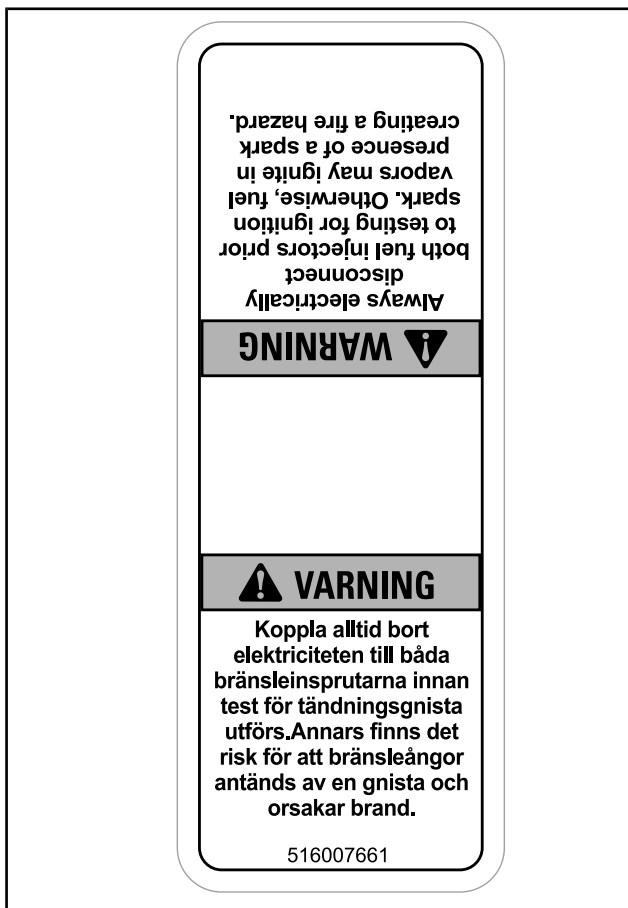 WARNING
Always electrically
disconnect
both fuel injectors prior
to testing for ignition
spark. Otherwise, fuel
vapors may ignite in
presence of a spark
creating a fire hazard.
VARNING
Koppla alltid bort
elektriciteten till båda
bränsleinsprutarna innan
test för tändningsgnista
utförs.Annars finns det
risk för att bränsleångor
antänds av en gnista och
orsakar brand.
516007661